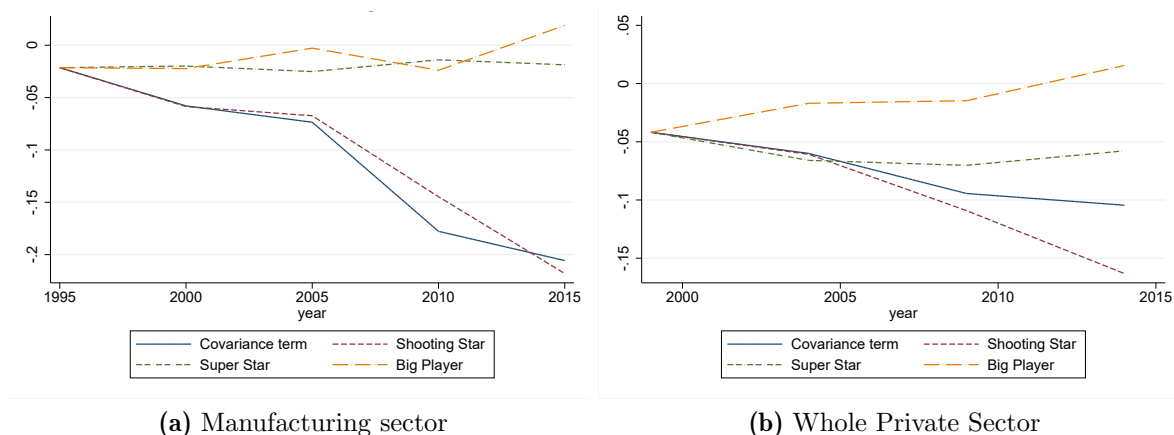 0
-.05
-.1
-.15
-.2
1995 2000 2005 2010 2015
year
Covariance term Shooting Star
Super Star Big Player
(a) Manufacturing sector
.05
0
-.05
-.1
-.15
2000 2005 2010 2015
year
Covariance term Shooting Star
Super Star Big Player
(b) Whole Private Sector